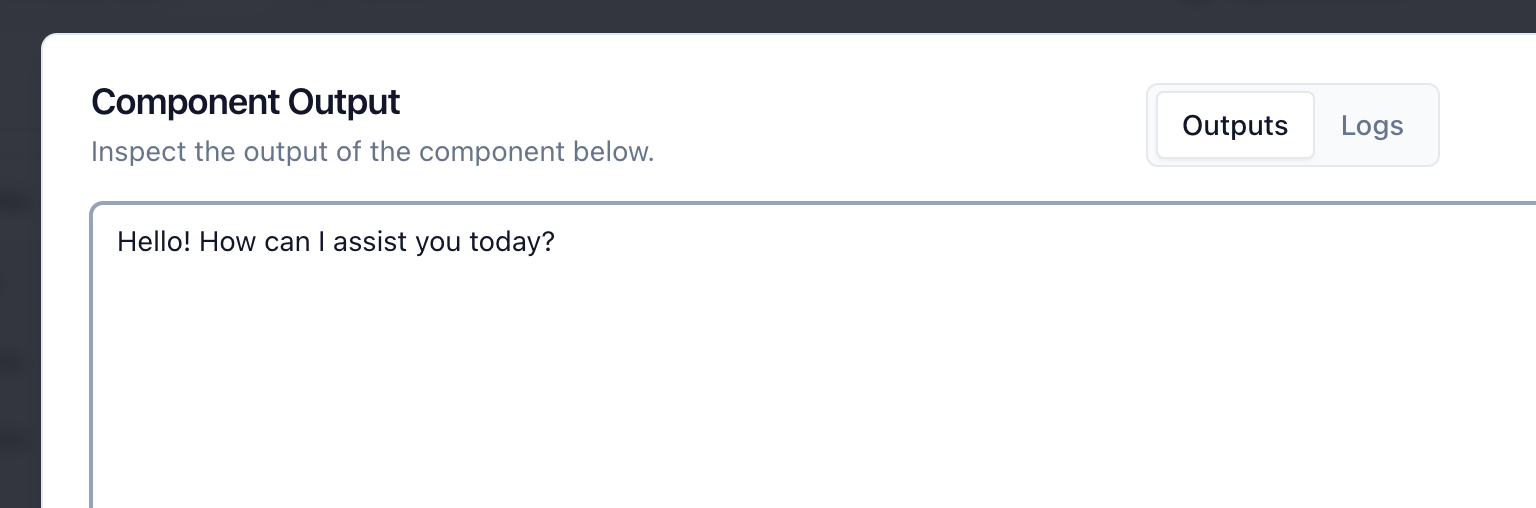 Component Output
Inspect the output of the component below.
Outputs
Logs
Hello! How can I assist you today?